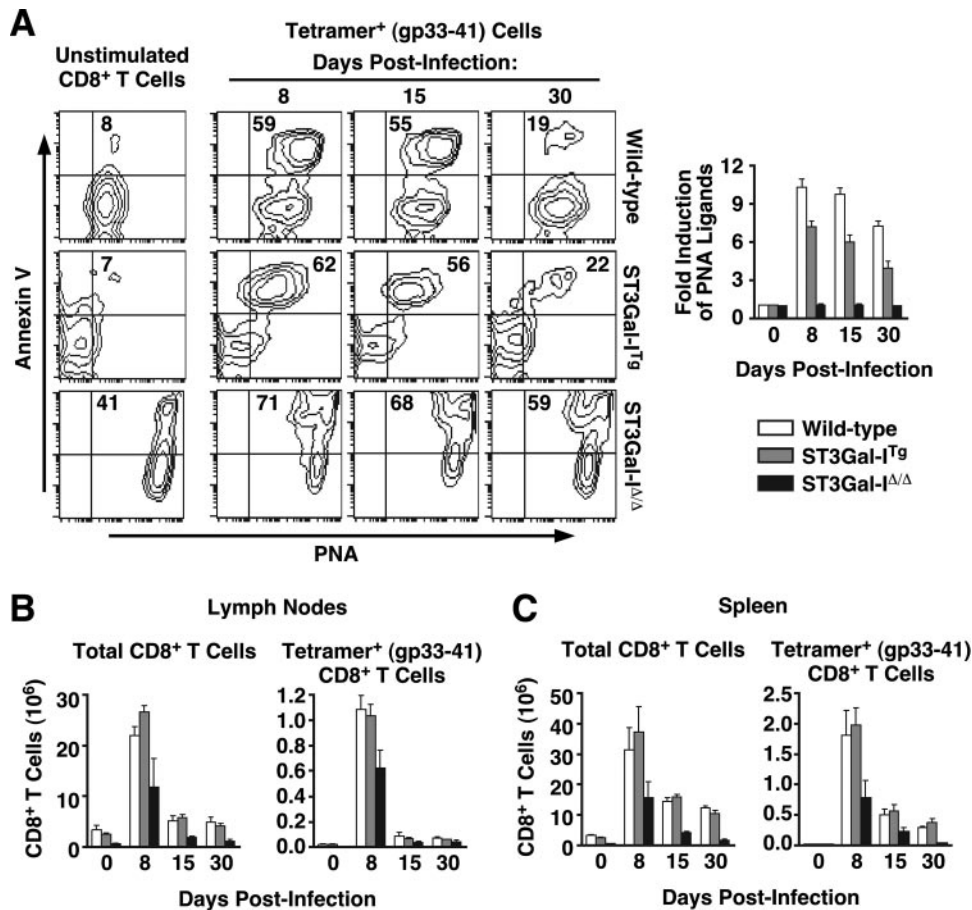 A
Unstimulated
CD8⁺ T Cells
Tetramer⁺ (gp33-41) Cells
Days Post-Infection:
8
15
30
8
59
55
19
Wild-type
7
62
56
22
ST3Gal-Iᵀᵍ
41
71
68
59
ST3Gal-I^Δ/Δ
Annexin V
PNA
Fold Induction
of PNA Ligands
12
9
6
3
0
0
8
15
30
Days Post-Infection
Wild-type
ST3Gal-Iᵀᵍ
ST3Gal-I^Δ/Δ
B
Lymph Nodes
Total CD8⁺ T Cells
CD8⁺ T Cells (10⁶)
30
20
10
0
0
8
15
30
Tetramer⁺ (gp33-41)
CD8⁺ T Cells
1.2
1.0
0.8
0.6
0.4
0.2
0.0
0
8
15
30
Days Post-Infection
C
Spleen
Total CD8⁺ T Cells
CD8⁺ T Cells (10⁶)
50
40
30
20
10
0
0
8
15
30
Tetramer⁺ (gp33-41)
CD8⁺ T Cells
2.5
2.0
1.5
1.0
0.5
0.0
0
8
15
30
Days Post-Infection